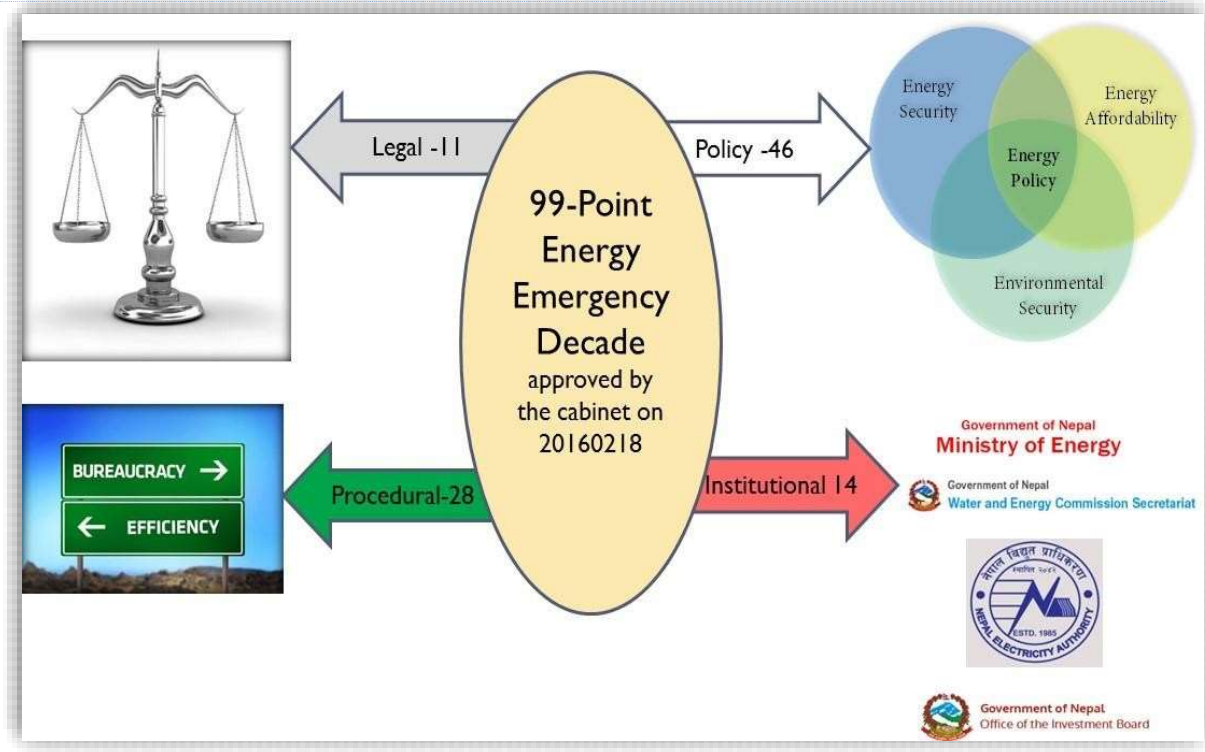 Legal -11
Policy -46
99-Point
Energy
Emergency
Decade
approved by
the cabinet on
20160218
Procedural-28
Institutional 14
Energy
Security
Energy
Affordability
Energy
Policy
Environmental
Security
BUREAUCRACY →
← EFFICIENCY
Government of Nepal
Ministry of Energy
Government of Nepal
Water and Energy Commission Secretariat
नेपाल विद्युत प्राधिकरण
स्थापित २०४२
ESTD. 1985
NEPAL ELECTRICITY AUTHORITY
Government of Nepal
Office of the Investment Board